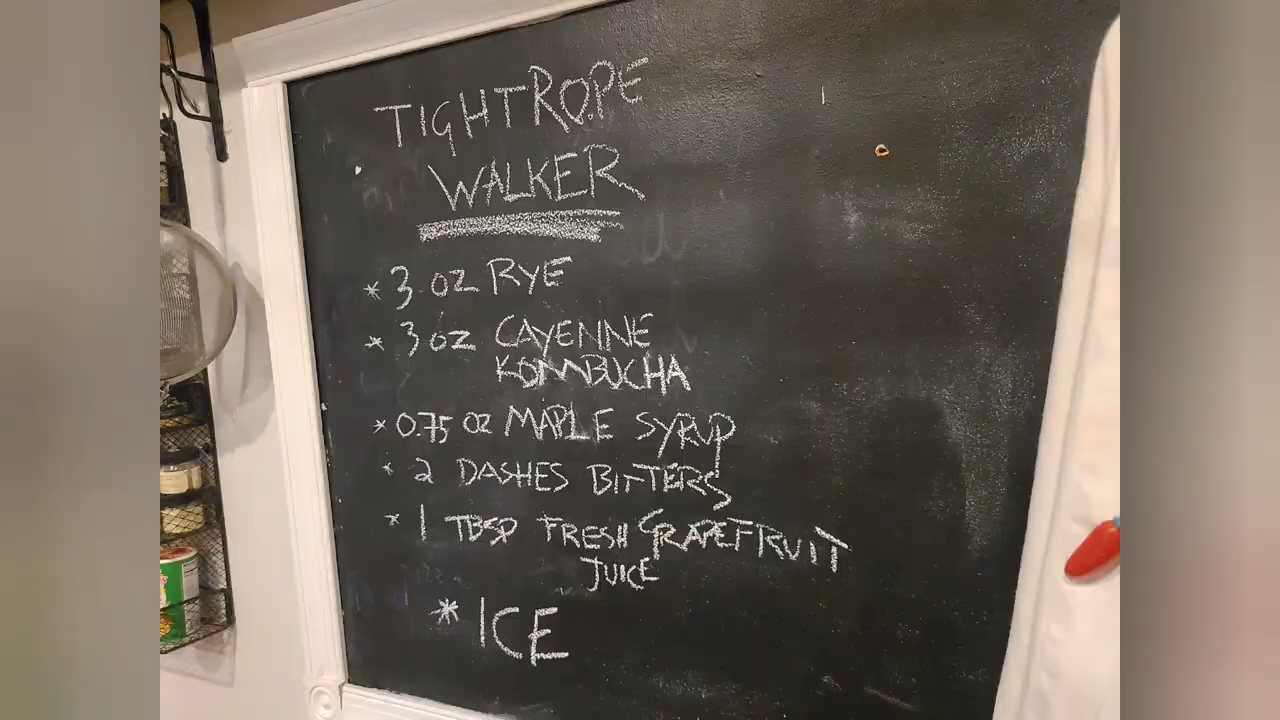 TIGHTROPE
WALKER
* 3 OZ RYE
* 3 OZ CAYENNE
KOMBUCHA
* 0.75 OZ MAPLE SYRUP
* 2 DASHES BITTERS
* 1 TBSP FRESH GRAPEFRUIT
JUICE
* ICE